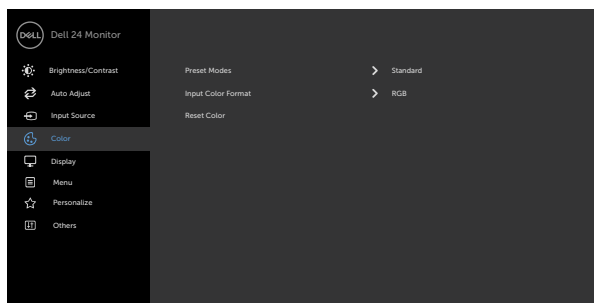 DELL Dell 24 Monitor
Brightness/Contrast Preset Modes Standard
Auto Adjust Input Color Format RGB
Input Source Reset Color
Color
Display
Menu
Personalize
Others